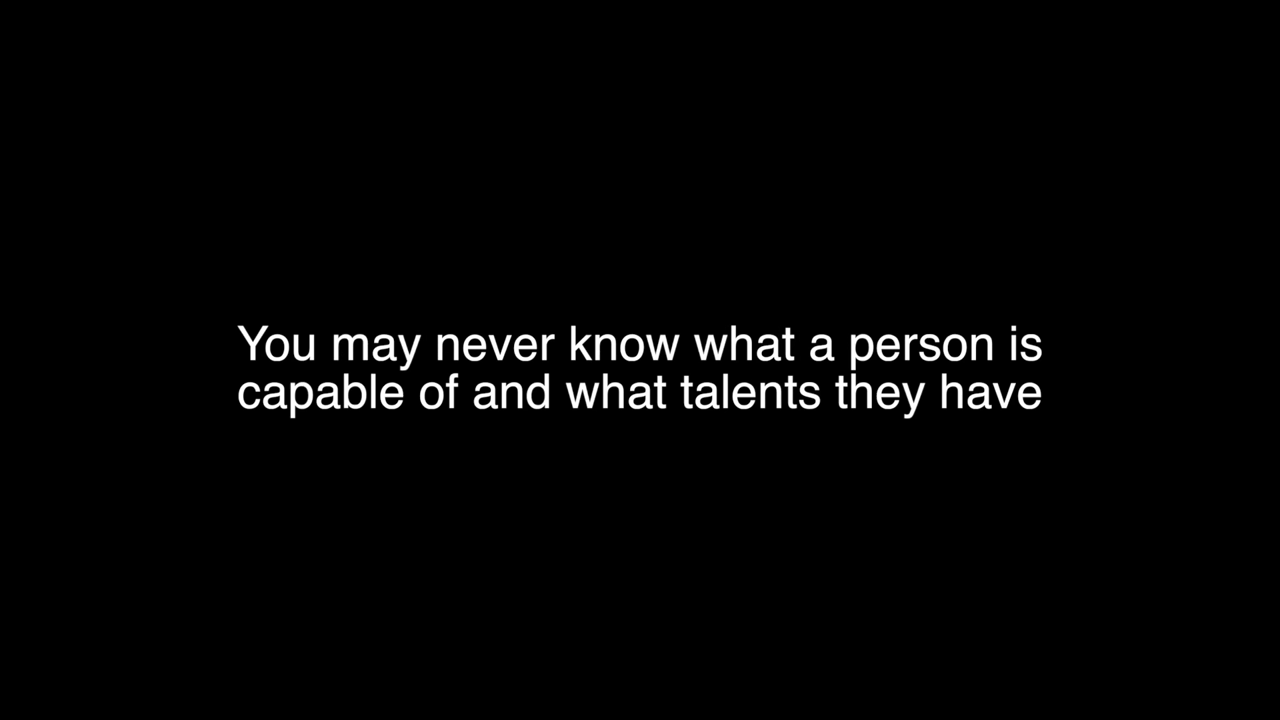 You may never know what a person is
capable of and what talents they have